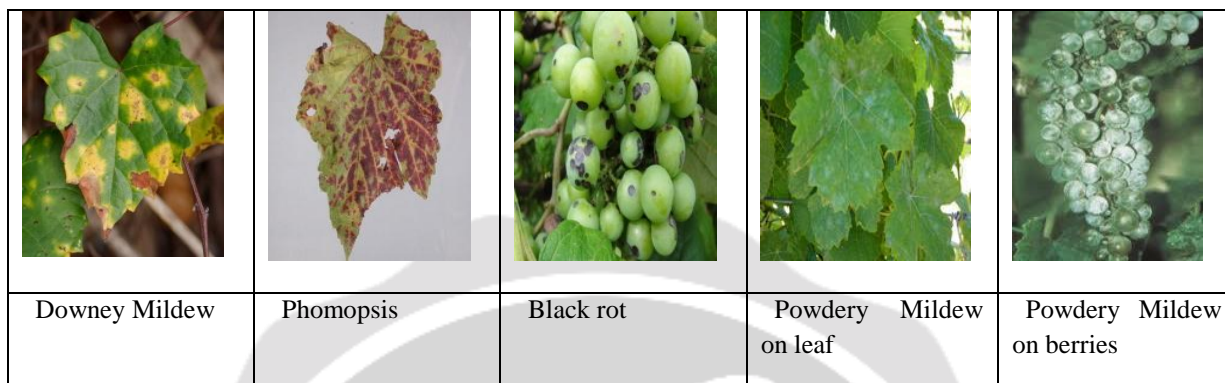 Downey Mildew
Phomopsis
Black rot
Powdery Mildew
on leaf
Powdery Mildew
on berries